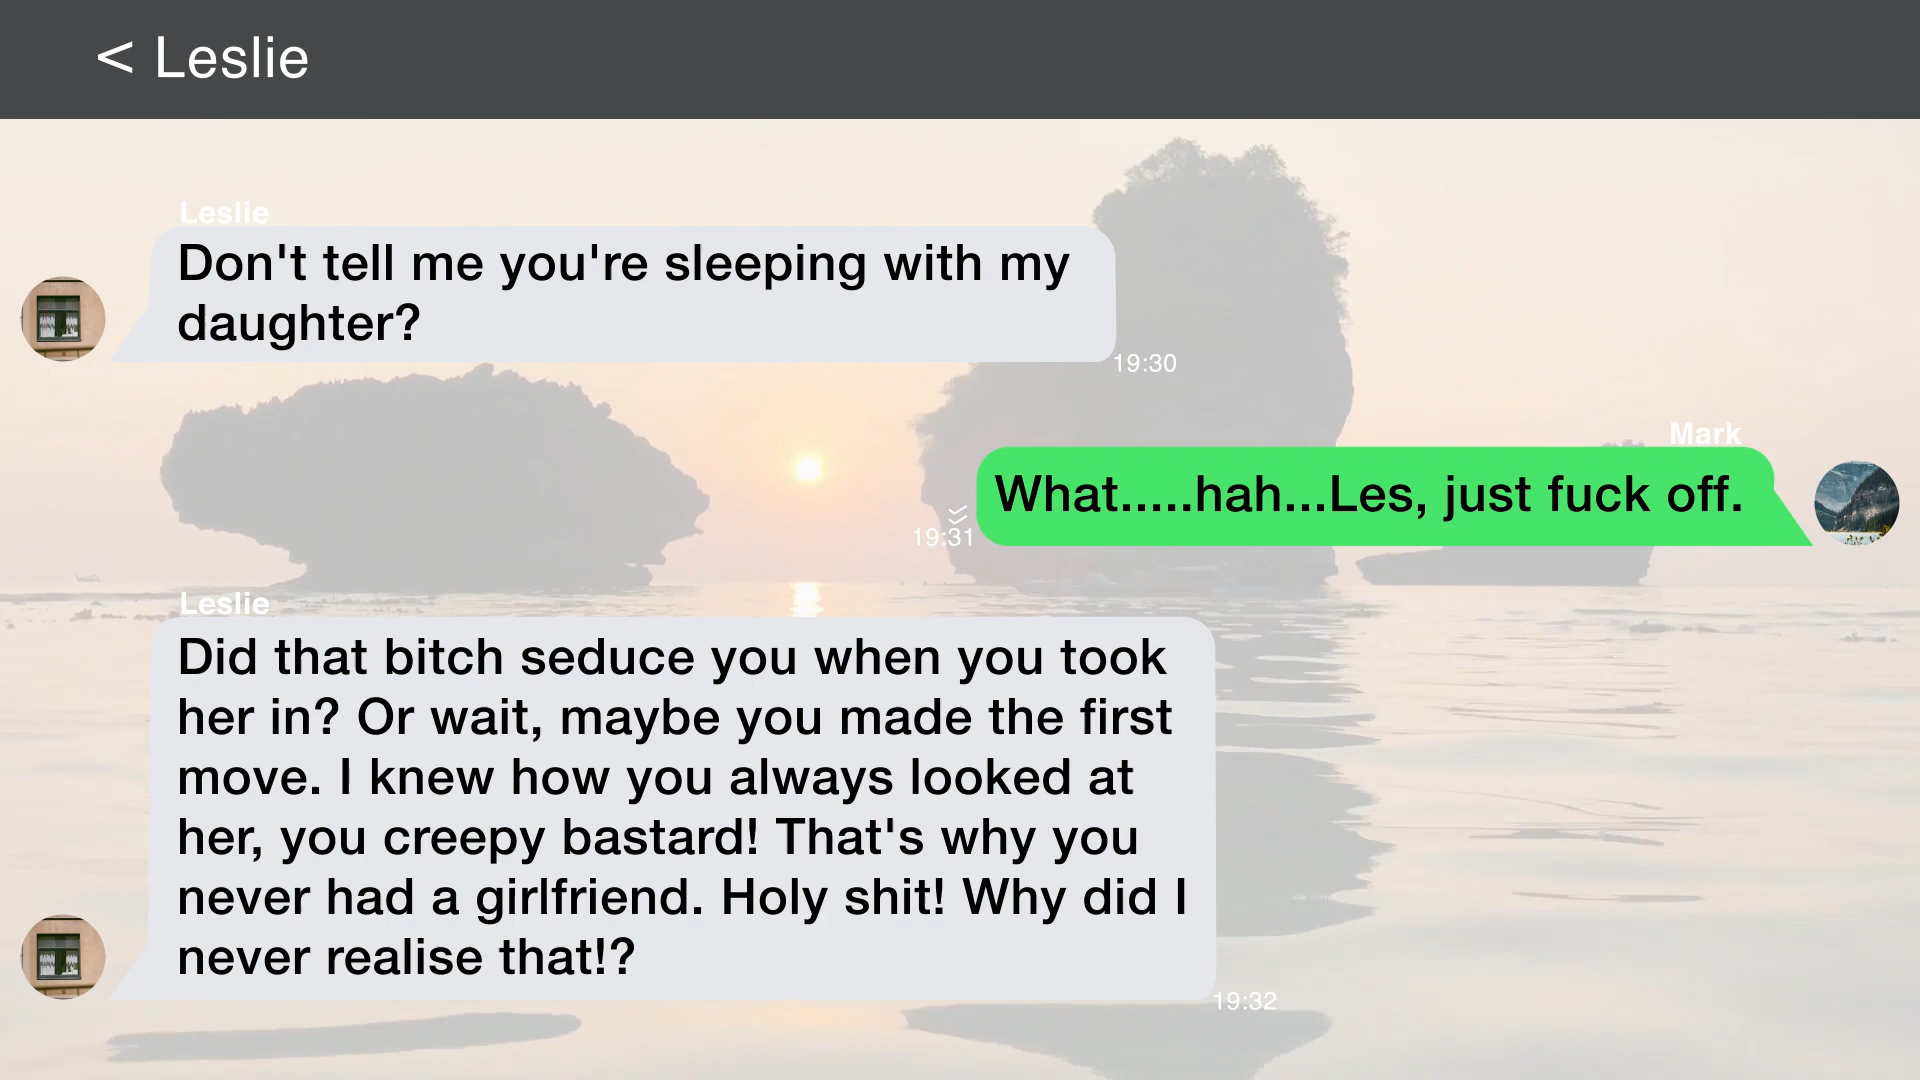 < Leslie
Leslie
Don't tell me you're sleeping with my
daughter?
19:30
Mark
What.....hah...Les, just fuck off.
19:31
Leslie
Did that bitch seduce you when you took
her in? Or wait, maybe you made the first
move. I knew how you always looked at
her, you creepy bastard! That's why you
never had a girlfriend. Holy shit! Why did I
never realise that!?
19:32